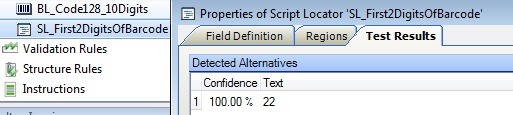 BL_Code128_10Digits
SL_First2DigitsOfBarcode
Validation Rules
Structure Rules
Instructions
Properties of Script Locator 'SL_First2DigitsOfBarcode'
Field Definition
Regions
Test Results
Detected Alternatives
Confidence Text
1 100.00 % 22